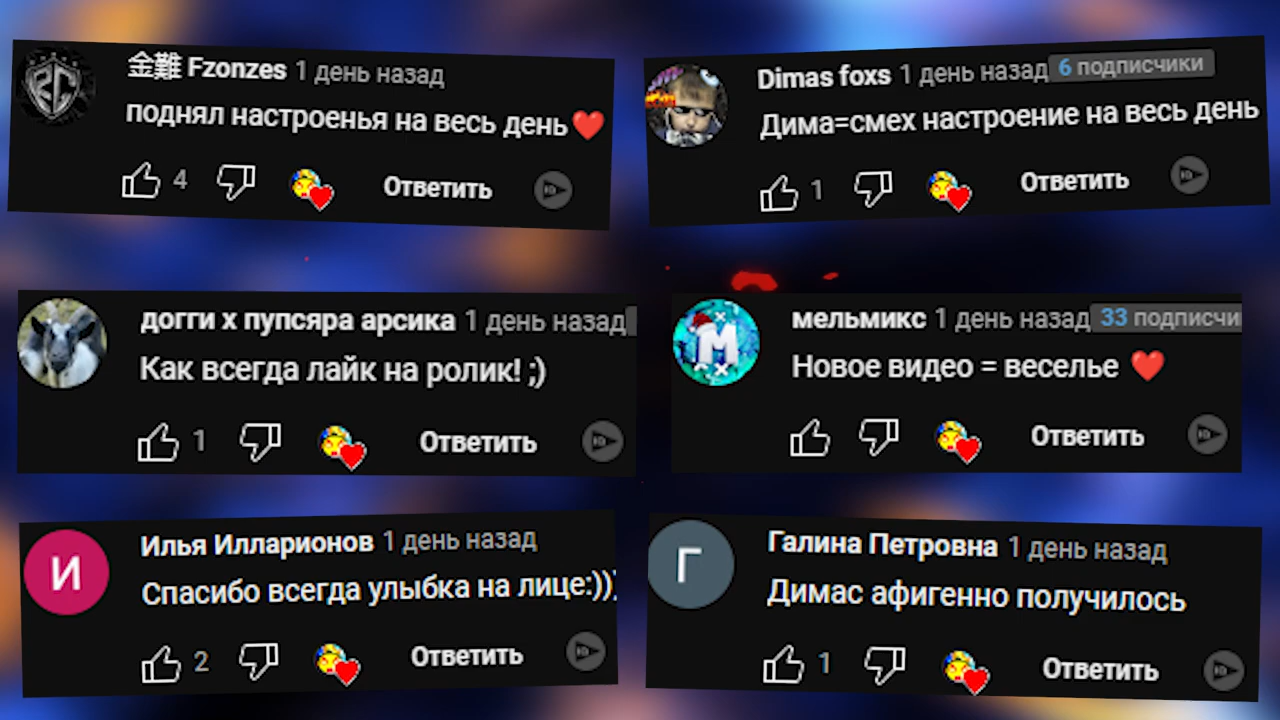 金難 Fzonzes 1 день назад
поднял настроенья на весь день❤️
4 Ответить
Dimas foxs 1 день назад 6 подписчики
Дима=смех настроение на весь день
1 Ответить
догги х пупсяра арсика 1 день назад
Как всегда лайк на ролик! ;)
1 Ответить
мельмикс 1 день назад 33 подписчи
Новое видео = веселье ❤️
M
Ответить
Илья Илларионов 1 день назад
И
Спасибо всегда улыбка на лице:)))
2 Ответить
Галина Петровна 1 день назад
Г
Димас афигенно получилось
1 Ответить